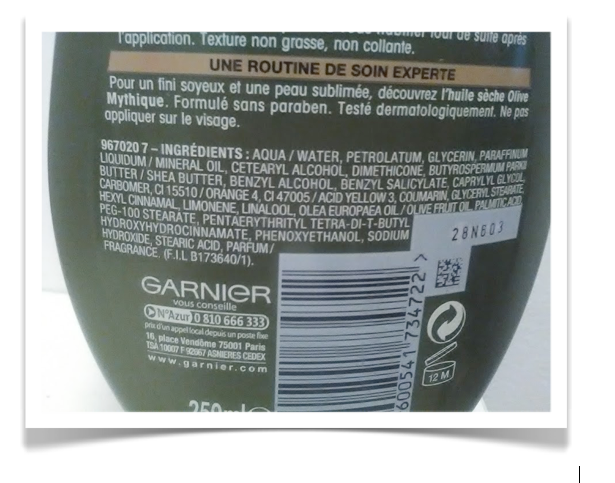 l'application. Texture non grasse, non collante.
UNE ROUTINE DE SOIN EXPERTE
Pour un fini soyeux et une peau sublimée, découvrez l'huile sèche Olive
Mythique. Formulé sans paraben. Testé dermatologiquement. Ne pas
appliquer sur le visage.
967020 7 – INGRÉDIENTS : AQUA / WATER, PETROLATUM, GLYCERIN, PARAFFINUM
LIQUIDUM / MINERAL OIL, CETEARYL ALCOHOL, DIMETHICONE, BUTYROSPERMUM PARKII
BUTTER / SHEA BUTTER, BENZYL ALCOHOL, BENZYL SALICYLATE, CAPRYLYL GLYCOL,
CARBOMER, CI 15510 / ORANGE 4, CI 47005 / ACID YELLOW 3, COUMARIN, GLYCERYL STEARATE,
HEXYL CINNAMAL, LIMONENE, LINALOOL, OLEA EUROPAEA OIL / OLIVE FRUIT OIL, PALMITIC ACID,
PEG-100 STEARATE, PENTAERYTHRITYL TETRA-DI-T-BUTYL
HYDROXYHYDROCINNAMATE, PHENOXYETHANOL, SODIUM
HYDROXIDE, STEARIC ACID, PARFUM /
FRAGRANCE. (F.I.L B173640/1).
28N603
GARNIER
vous conseille
N°Azur 0 810 666 333
prix d'un appel local depuis un poste fixe
16, place Vendôme 75001 Paris
TSA 10007 F 92667 ASNIERES CEDEX
www.garnier.com
600541 734722 >
12 M
250ml